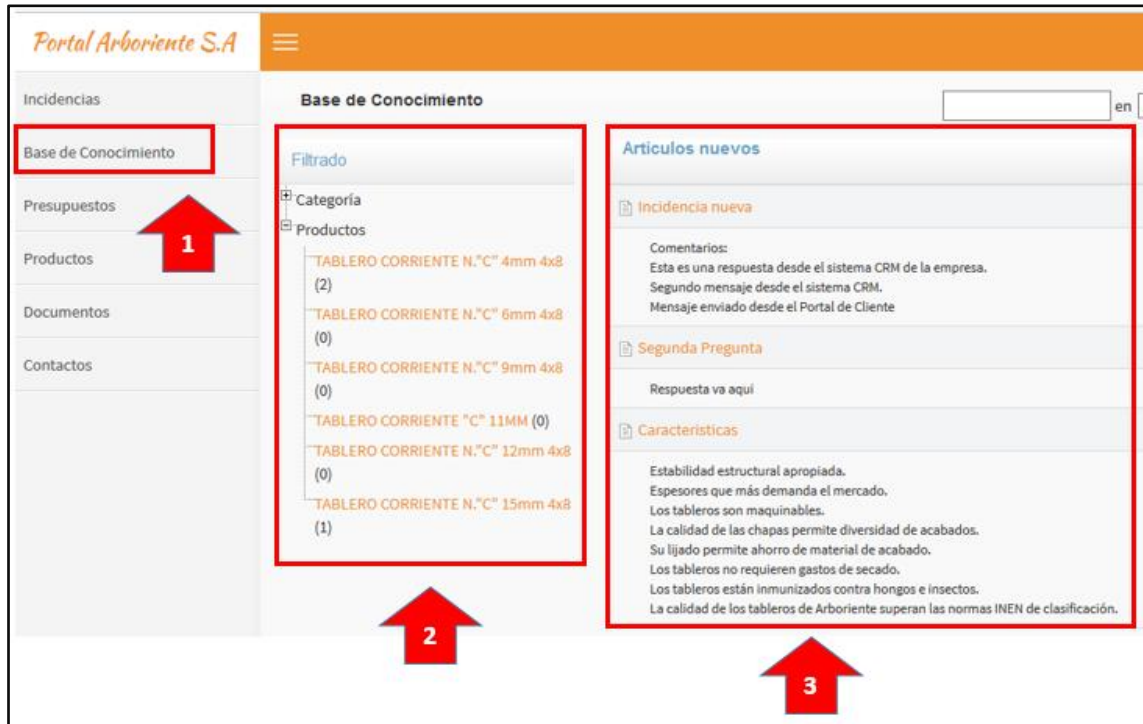 Portal Arboriente S.A
Incidencias
Base de Conocimiento
Presupuestos
Productos
Documentos
Contactos
1
Base de Conocimiento
en
Filtrado
Categoría
Productos
TABLERO CORRIENTE N."C" 4mm 4x8
(2)
TABLERO CORRIENTE N."C" 6mm 4x8
(0)
TABLERO CORRIENTE N."C" 9mm 4x8
(0)
TABLERO CORRIENTE "C" 11MM (0)
TABLERO CORRIENTE N."C" 12mm 4x8
(0)
TABLERO CORRIENTE N."C" 15mm 4x8
(1)
2
Articulos nuevos
Incidencia nueva
Comentarios:
Esta es una respuesta desde el sistema CRM de la empresa.
Segundo mensaje desde el sistema CRM.
Mensaje enviado desde el Portal de Cliente
Segunda Pregunta
Respuesta va aqui
Caracteristicas
Estabilidad estructural apropiada.
Espesores que más demanda el mercado.
Los tableros son maquinables.
La calidad de las chapas permite diversidad de acabados.
Su lijado permite ahorro de material de acabado.
Los tableros no requieren gastos de secado.
Los tableros están inmunizados contra hongos e insectos.
La calidad de los tableros de Arboriente superan las normas INEN de clasificación.
3